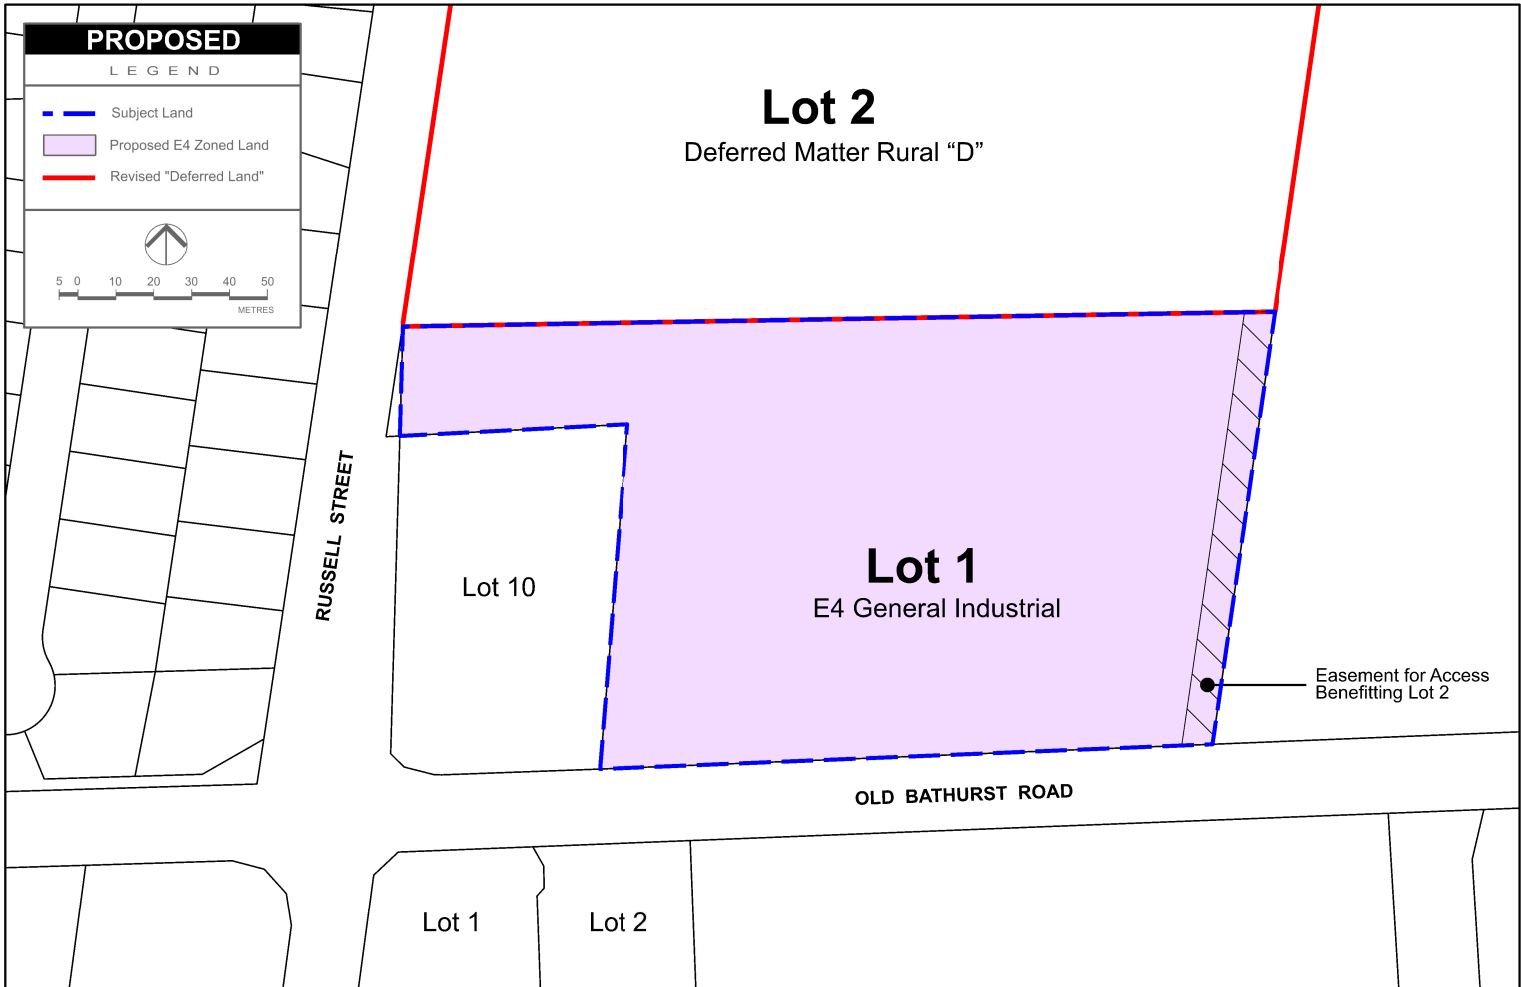 PROPOSED
LEGEND
Subject Land
Proposed E4 Zoned Land
Revised "Deferred Land"
5 0 10 20 30 40 50
METRES
Lot 2
Deferred Matter Rural “D”
RUSSELL STREET
Lot 10
Lot 1
E4 General Industrial
Easement for Access
Benefitting Lot 2
OLD BATHURST ROAD
Lot 1
Lot 2